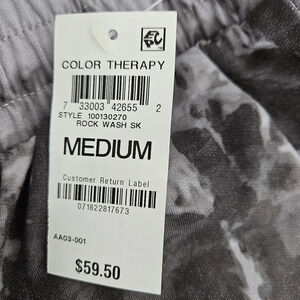 COLOR THERAPY
7 33003 42655 2
STYLE 100130270
ROCK WASH SK
MEDIUM
Customer Return Label
071822817673
AA03-001
$59.50